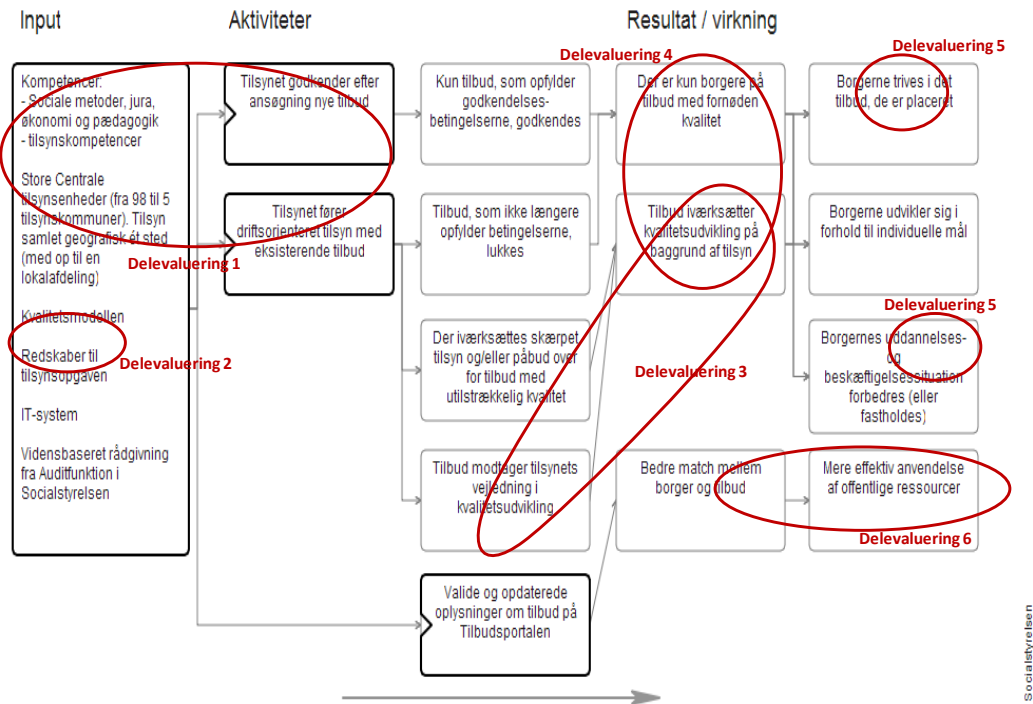 Input
Aktiviteter
Resultat / virkning
Kompetencer:
- Sociale metoder, jura,
økonomi og pædagogik
- tilsynskompetencer
Store Centrale
tilsynsenheder (fra 98 til 5
tilsynskommuner). Tilsyn
samlet geografisk ét sted
(med op til en
lokalafdeling)
Kvalitetsmodellen
Redskaber til
tilsynsopgaven
IT-system
Vidensbaseret rådgivning
fra Auditfunktion i
Socialstyrelsen
Delevaluering 1
Delevaluering 2
Tilsynet godkender efter
ansøgning nye tilbud
Tilsynet fører
driftsorienteret tilsyn med
eksisterende tilbud
Kun tilbud, som opfylder
godkendelses-
betingelserne, godkendes
Tilbud, som ikke længere
opfylder betingelserne,
lukkes
Der iværksættes skærpet
tilsyn og/eller påbud over
for tilbud med
utilstrækkelig kvalitet
Tilbud modtager tilsynets
vejledning i
kvalitetsudvikling
Valide og opdaterede
oplysninger om tilbud på
Tilbudsportalen
Delevaluering 4
Der er kun borgere på
tilbud med fornøden
kvalitet
Tilbud iværksætter
kvalitetsudvikling på
baggrund af tilsyn
Delevaluering 3
Bedre match mellem
borger og tilbud
Delevaluering 5
Borgerne trives i det
tilbud, de er placeret
Borgerne udvikler sig i
forhold til individuelle mål
Delevaluering 5
Borgernes uddannelses-
og
beskæftigelsessituation
forbedres (eller
fastholdes)
Mere effektiv anvendelse
af offentlige ressourcer
Delevaluering 6
Socialstyrelsen